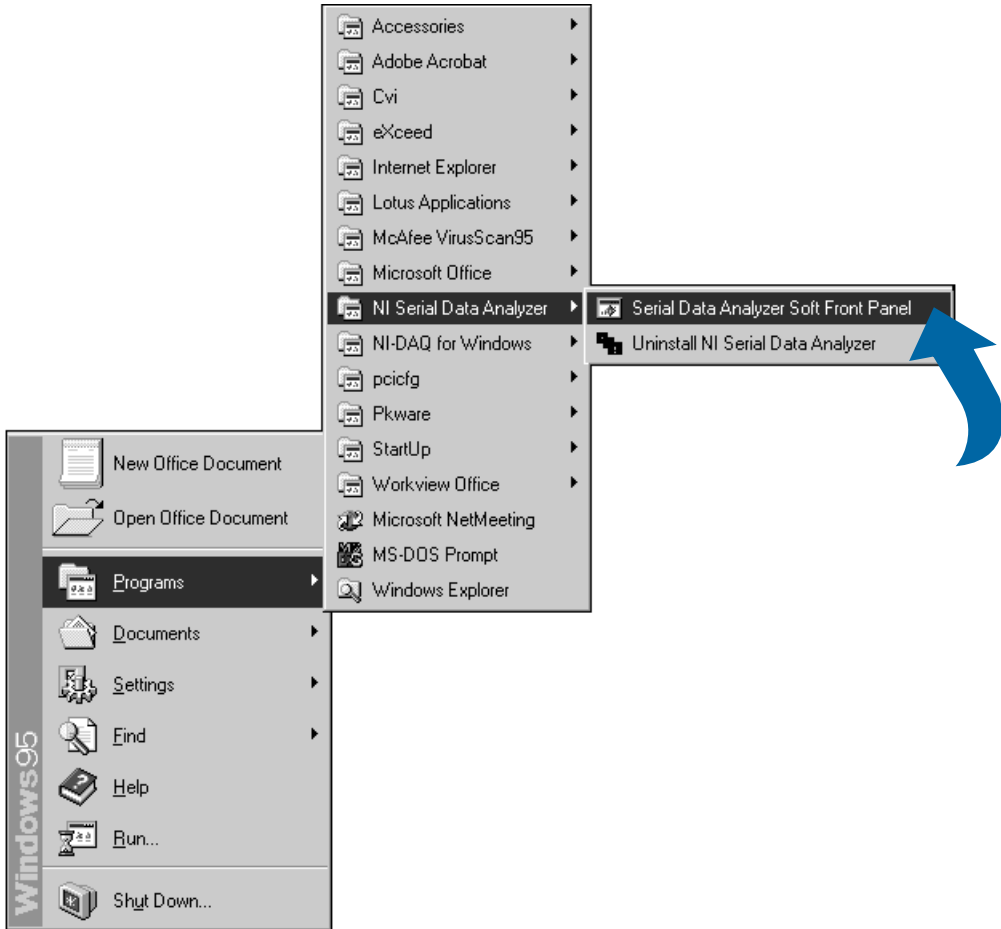 Accessories
Adobe Acrobat
Cvi
eXceed
Internet Explorer
Lotus Applications
McAfee VirusScan95
Microsoft Office
NI Serial Data Analyzer
NI-DAQ for Windows
pcicfg
Pkware
StartUp
Workview Office
Microsoft NetMeeting
MS-DOS Prompt
Windows Explorer
Serial Data Analyzer Soft Front Panel
Uninstall NI Serial Data Analyzer
New Office Document
Open Office Document
Programs
Documents
Settings
Find
Help
Run...
Shut Down...
Windows95